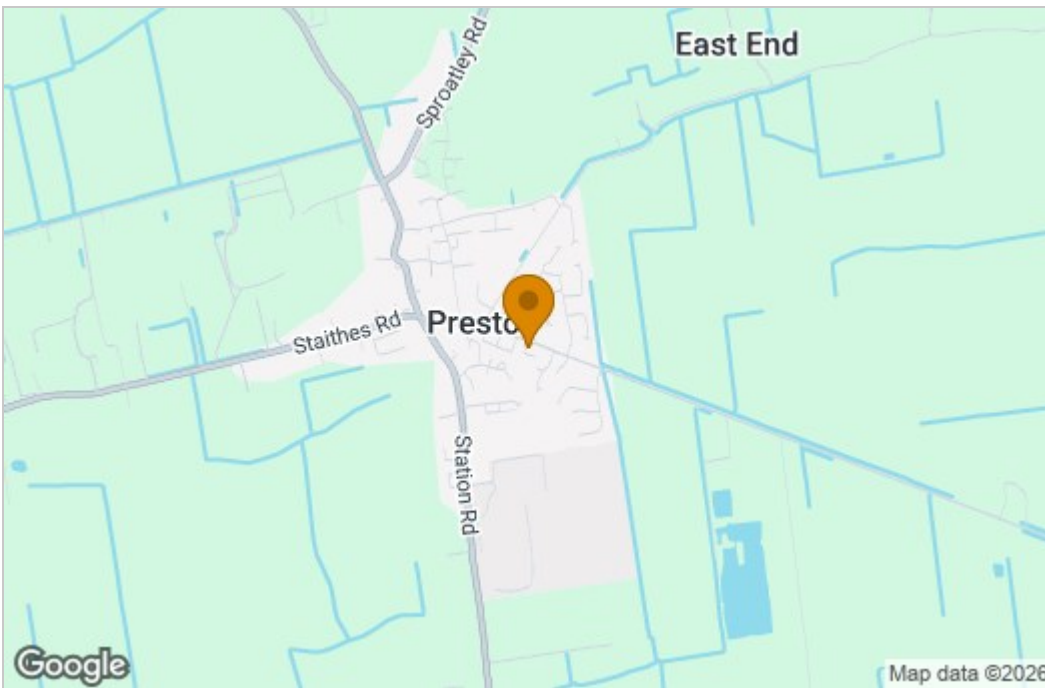 East End
Sproatley Rd
Staithes Rd
Presto
Station Rd
Google
Map data ©2026